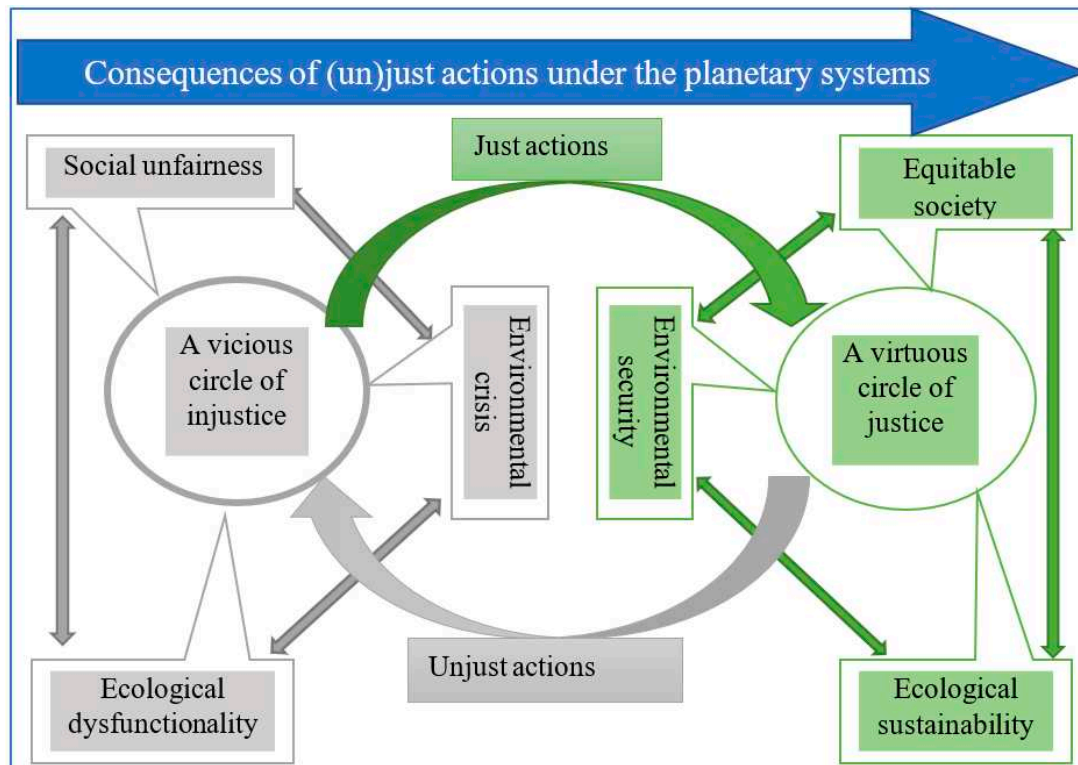 Consequences of (un)just actions under the planetary systems
Social unfairness
Just actions
Equitable
society
A vicious
circle of
injustice
Environmental
crisis
Environmental
security
A virtuous
circle of
justice
Unjust actions
Ecological
dysfunctionality
Ecological
sustainability